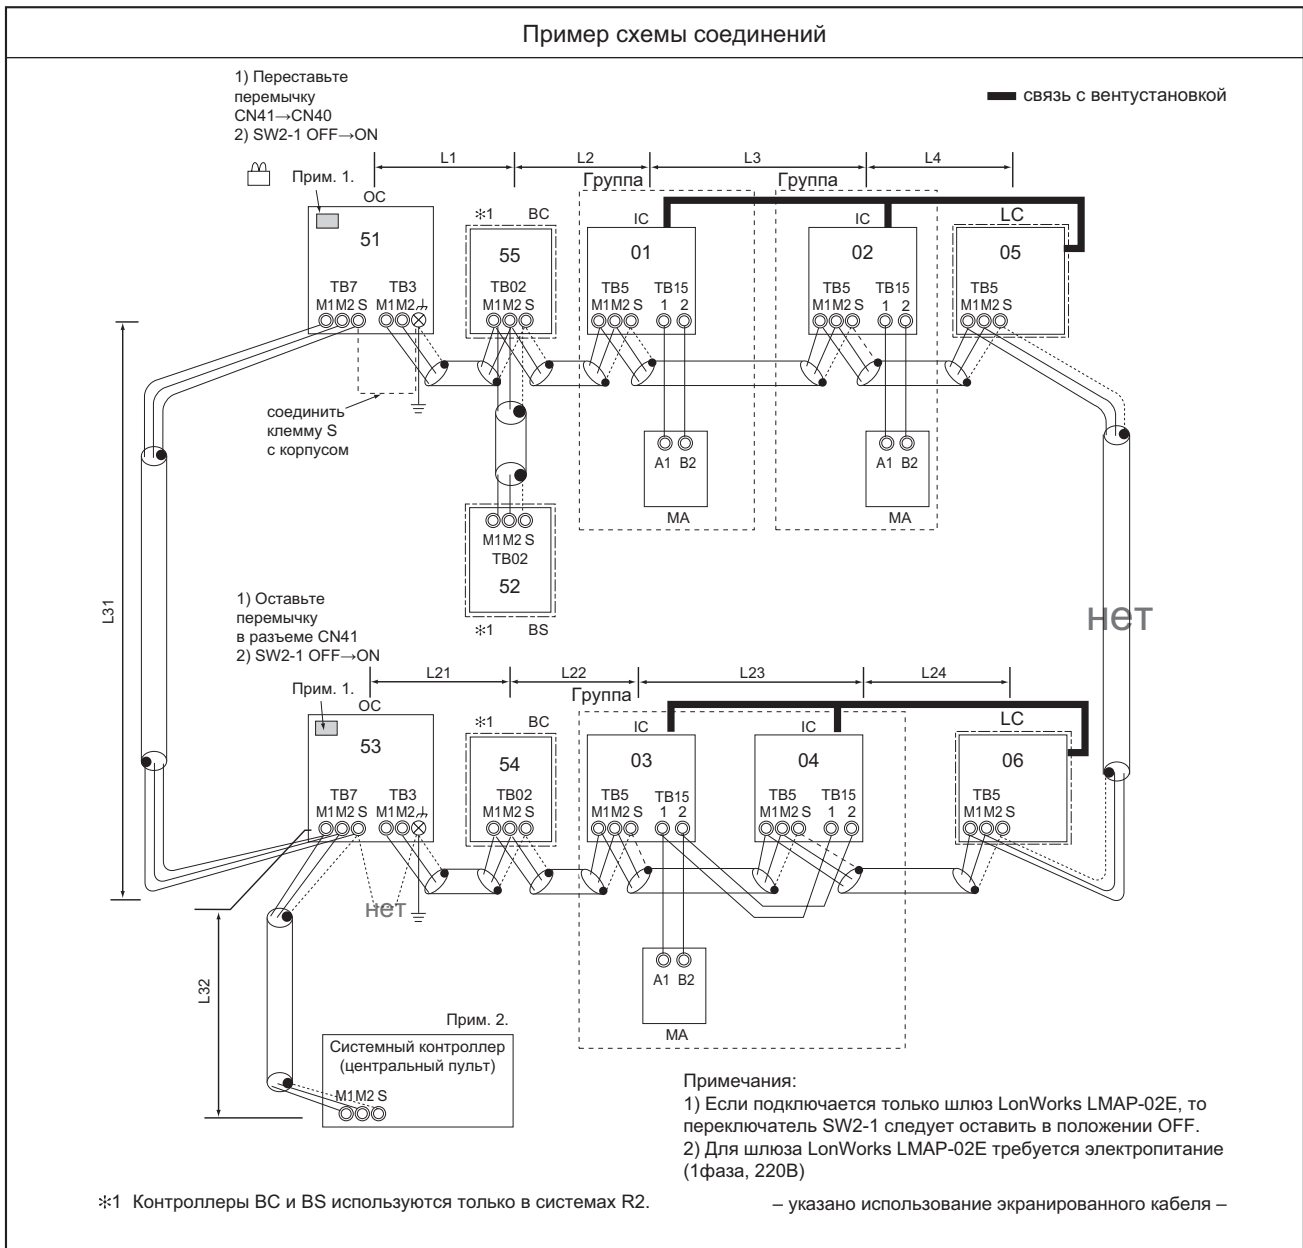 Пример схемы соединений
1) Переставьте
перемычку
CN41→CN40
2) SW2-1 OFF→ON
связь с вентустановкой
L1
L2
L3
L4
Прим. 1.
Группа
Группа
OC
✻1
BC
IC
IC
LC
51
55
01
02
05
TB7
TB3
TB02
TB5
TB15
TB5
TB15
TB5
M1 M2 S
M1 M2
M1 M2 S
M1 M2 S
1
2
M1 M2 S
1
2
M1 M2 S
соединить
клемму S
с корпусом
A1 B2
A1 B2
MA
MA
M1 M2 S
TB02
52
✻1
BS
L31
нет
1) Оставьте
перемычку
в разъеме CN41
2) SW2-1 OFF→ON
L21
L22
L23
L24
Прим. 1.
Группа
OC
✻1
BC
IC
IC
LC
53
54
03
04
06
TB7
TB3
TB02
TB5
TB15
TB5
TB15
TB5
M1 M2 S
M1 M2
M1 M2 S
M1 M2 S
1
2
M1 M2 S
1
2
M1 M2 S
нет
L32
A1 B2
MA
Прим. 2.
Системный контроллер
(центральный пульт)
M1 M2 S
Примечания:
1) Если подключается только шлюз LonWorks LMAP-02E, то
переключатель SW2-1 следует оставить в положении OFF.
2) Для шлюза LonWorks LMAP-02E требуется электропитание
(1фаза, 220В)
✻1 Контроллеры BC и BS используются только в системах R2.
– указано использование экранированного кабеля –